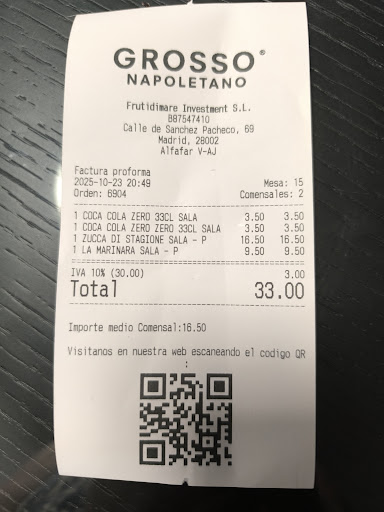 GROSSO®
NAPOLETANO
Frutidimare Investment S.L.
B87547410
Calle de Sanchez Pacheco, 69
Madrid, 28002
Alfafar V-AJ
Factura proforma
2025-10-23 20:49 Mesa: 15
Orden: 6904 Comensales: 2
1 COCA COLA ZERO 33CL SALA 3.50 3.50
1 COCA COLA ZERO ZERO 33CL SALA 3.50 3.50
1 ZUCCA DI STAGIONE SALA - P 16.50 16.50
1 LA MARINARA SALA - P 9.50 9.50
IVA 10% (30.00) 3.00
Total 33.00
Importe medio Comensal:16.50
Visitanos en nuestra web escaneando el codigo QR
: